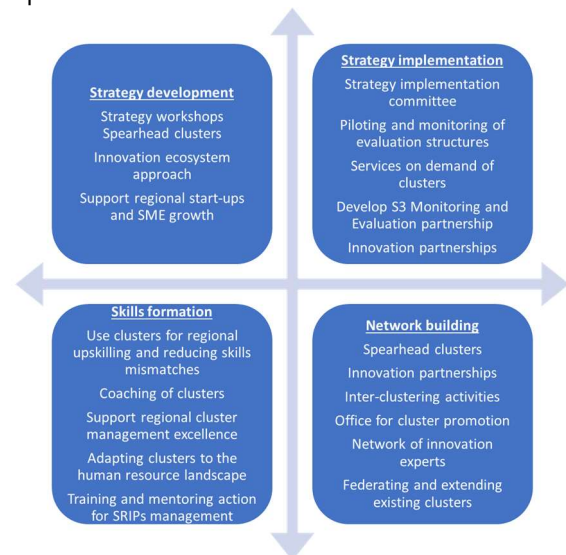 Strategy development
Strategy workshops
Spearhead clusters
Innovation ecosystem
approach
Support regional start-ups
and SME growth
Strategy implementation
Strategy implementation
committee
Piloting and monitoring of
evaluation structures
Services on demand of
clusters
Develop S3 Monitoring and
Evaluation partnership
Innovation partnerships
Skills formation
Use clusters for regional
upskilling and reducing skills
mismatches
Coaching of clusters
Support regional cluster
management excellence
Adapting clusters to the
human resource landscape
Training and mentoring action
for SRIPs management
Network building
Spearhead clusters
Innovation partnerships
Inter-clustering activities
Office for cluster promotion
Network of innovation
experts
Federating and extending
existing clusters